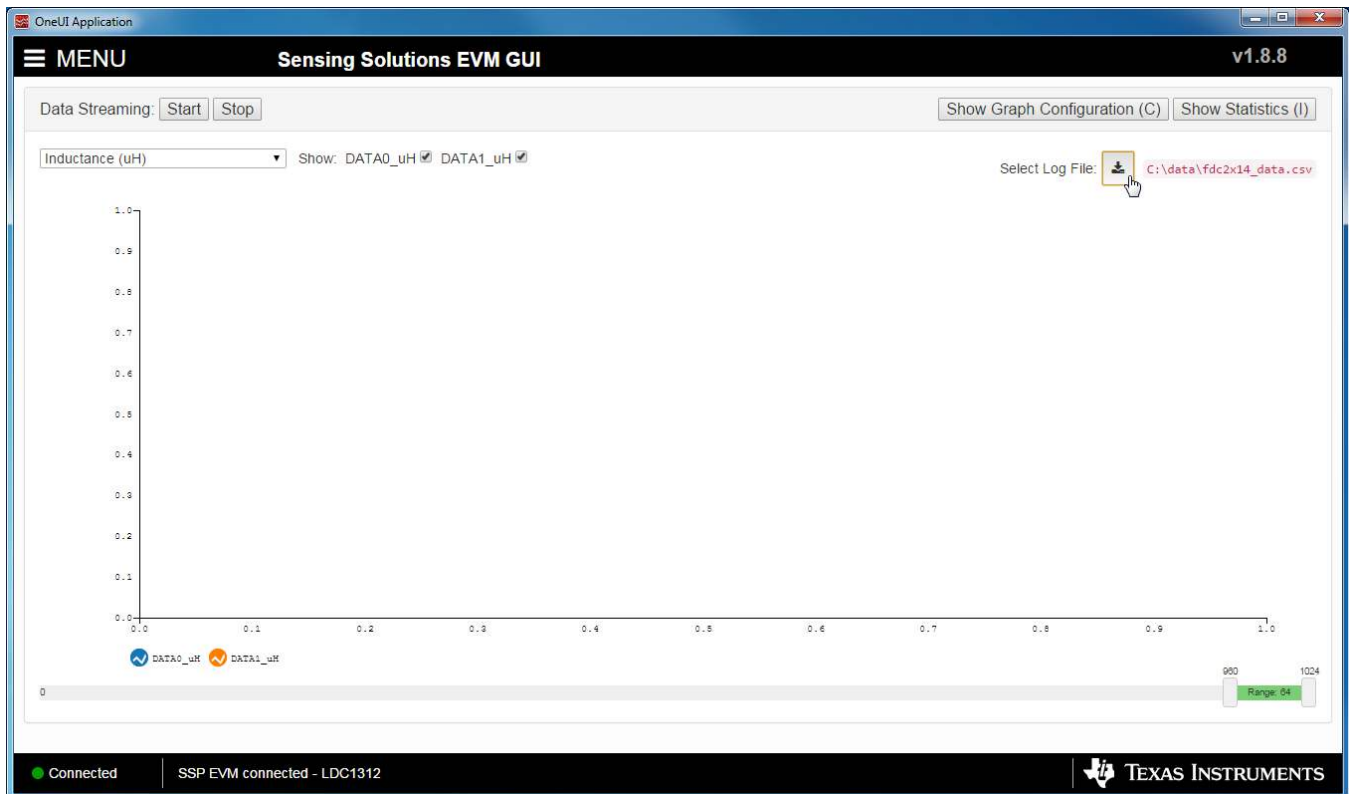 OneUI Application
MENU Sensing Solutions EVM GUI v1.8.8
Data Streaming: Start Stop Show Graph Configuration (C) Show Statistics (I)
Inductance (uH) Show: DATA0_uH DATA1_uH
Select Log File: C:\data\fdc2x14_data.csv
1.0
0.9
0.8
0.7
0.6
0.5
0.4
0.3
0.2
0.1
0.0
0.0 0.1 0.2 0.3 0.4 0.5 0.6 0.7 0.8 0.9 1.0
DATA0_uH DATA1_uH
960 1024
0 Range: 64
Connected SSP EVM connected - LDC1312 TEXAS INSTRUMENTS